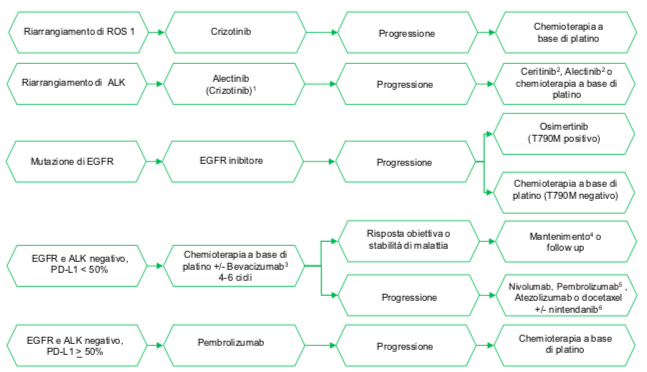 Riarrangiamento di ROS 1
Crizotinib
Progressione
Chemioterapia a
base di platino
Riarrangiamento di ALK
Alectinib
(Crizotinib)¹
Progressione
Ceritinib², Alectinib² o
chemioterapia a base di
platino
Mutazione di EGFR
EGFR inibitore
Progressione
Osimertinib
(T790M positivo)
Chemioterapia a base di
platino (T790M negativo)
EGFR e ALK negativo,
PD-L1 < 50%
Chemioterapia a base di
platino +/- Bevacizumab³
4-6 cicli
Risposta obiettiva o
stabilità di malattia
Mantenimento⁴ o
follow up
Progressione
Nivolumab, Pembrolizumab⁵ ,
Atezolizumab o docetaxel
+/- nintendanib⁶
EGFR e ALK negativo,
PD-L1 ≥ 50%
Pembrolizumab
Progressione
Chemioterapia a base
di platino